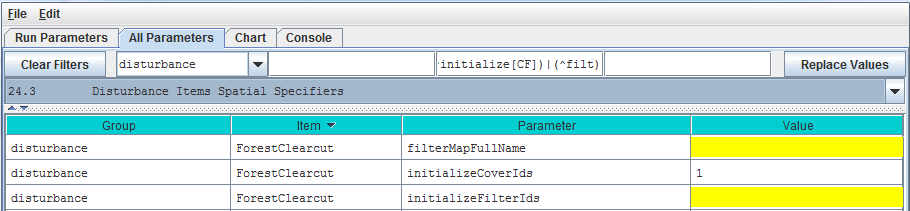 File Edit
Run Parameters All Parameters Chart Console
Clear Filters disturbance initialize[CF])|(^filt) Replace Values
24.3 Disturbance Items Spatial Specifiers
Group Item Parameter Value
disturbance ForestClearcut filterMapFullName
disturbance ForestClearcut initializeCoverIds 1
disturbance ForestClearcut initializeFilterIds